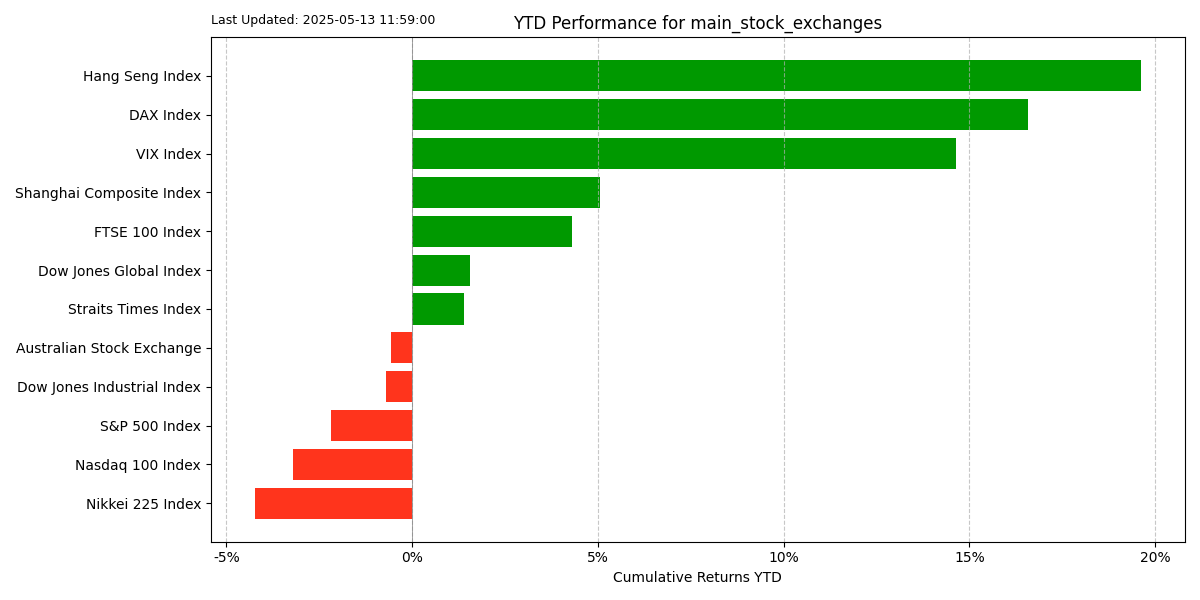 Last Updated: 2025-05-13 11:59:00
YTD Performance for main_stock_exchanges
Hang Seng Index
DAX Index
VIX Index
Shanghai Composite Index
FTSE 100 Index
Dow Jones Global Index
Straits Times Index
Australian Stock Exchange
Dow Jones Industrial Index
S&P 500 Index
Nasdaq 100 Index
Nikkei 225 Index
-5% 0% 5% 10% 15% 20%
Cumulative Returns YTD